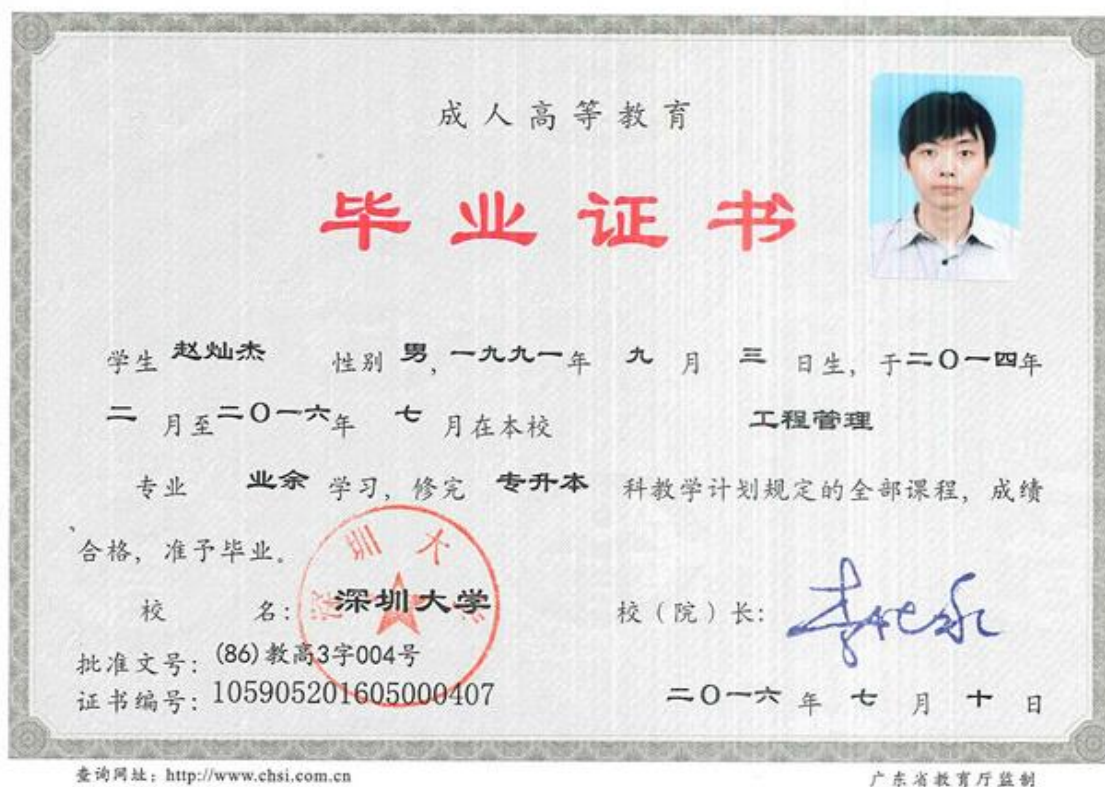 成人高等教育
毕业证书
学生 赵灿杰 性别 男, 一九九一年 九 月 三 日生, 于二〇一四年
二 月至二〇一六年 七 月在本校 工程管理
专业 业余 学习, 修完 专升本 科教学计划规定的全部课程, 成绩
合格, 准予毕业。
校 名: 深圳大学 校(院)长:
批准文号: (86)教高3字004号
证书编号: 105905201605000407
二〇一六 年 七 月 十 日
查询网址: http://www.chsi.com.cn 广东省教育厅监制